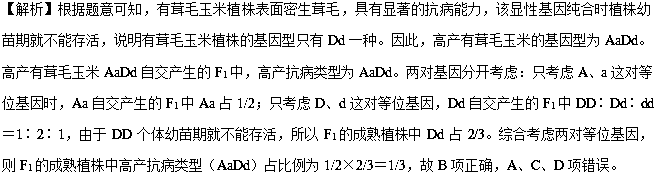 【解析】根据题意可知，有茸毛玉米植株表面密生茸毛，具有显著的抗病能力，该显性基因纯合时植株幼
苗期就不能存活，说明有茸毛玉米植株的基因型只有 Dd 一种。因此，高产有茸毛玉米的基因型为 AaDd。
高产有茸毛玉米 AaDd 自交产生的 F₁中，高产抗病类型为 AaDd。两对基因分开考虑：只考虑 A、a 这对等
位基因时，Aa 自交产生的 F₁中 Aa 占 1/2；只考虑 D、d 这对等位基因，Dd 自交产生的 F₁中 DD∶Dd∶dd
＝1∶2∶1，由于 DD 个体幼苗期就不能存活，所以 F₁的成熟植株中 Dd 占 2/3。综合考虑两对等位基因，
则 F₁的成熟植株中高产抗病类型（AaDd）占比例为 1/2×2/3＝1/3，故 B 项正确，A、C、D 项错误。